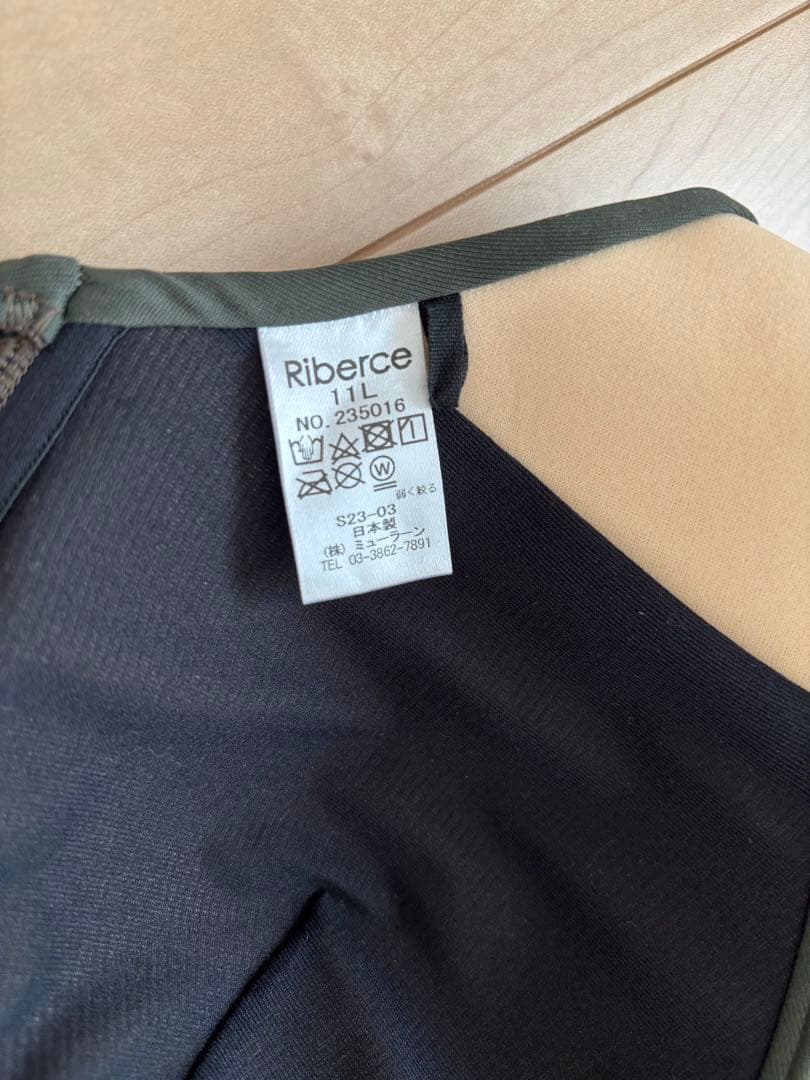 Riberce
11L
NO. 235016
W
弱く絞る
S23-03
日本製
(株) ミューラーン
TEL 03-3862-7891